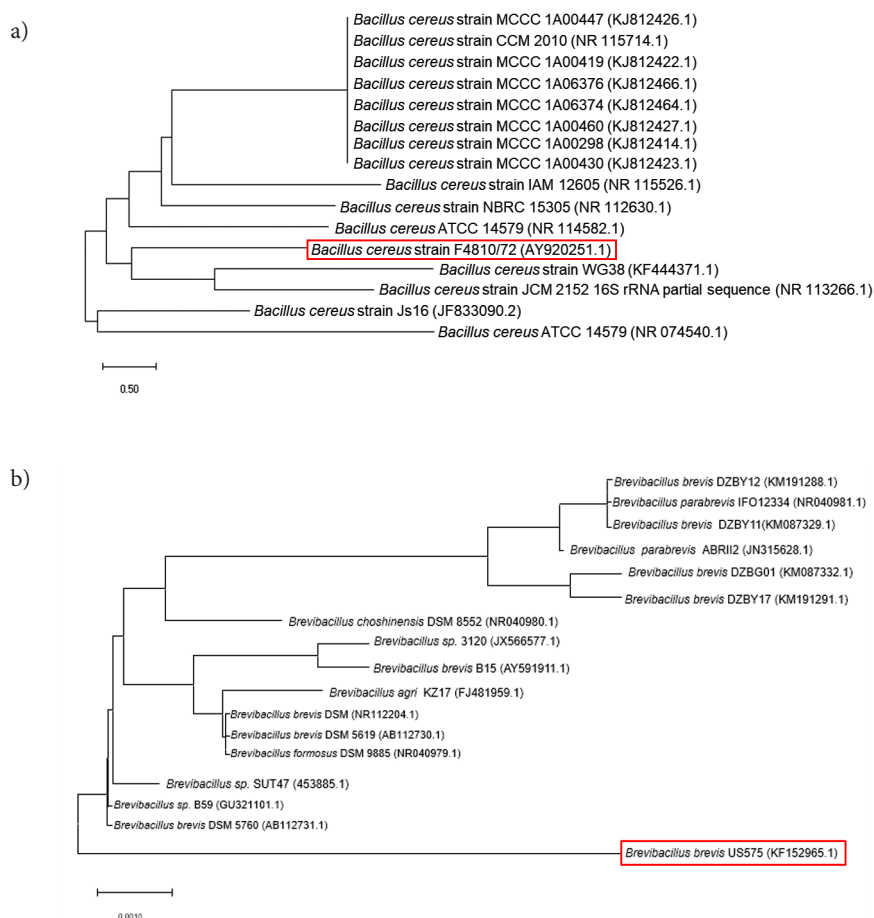 a)
Bacillus cereus strain MCCC 1A00447 (KJ812426.1)
Bacillus cereus strain CCM 2010 (NR 115714.1)
Bacillus cereus strain MCCC 1A00419 (KJ812422.1)
Bacillus cereus strain MCCC 1A06376 (KJ812466.1)
Bacillus cereus strain MCCC 1A06374 (KJ812464.1)
Bacillus cereus strain MCCC 1A00460 (KJ812427.1)
Bacillus cereus strain MCCC 1A00298 (KJ812414.1)
Bacillus cereus strain MCCC 1A00430 (KJ812423.1)
Bacillus cereus strain IAM 12605 (NR 115526.1)
Bacillus cereus strain NBRC 15305 (NR 112630.1)
Bacillus cereus ATCC 14579 (NR 114582.1)
Bacillus cereus strain F4810/72 (AY920251.1)
Bacillus cereus strain WG38 (KF444371.1)
Bacillus cereus strain JCM 2152 16S rRNA partial sequence (NR 113266.1)
Bacillus cereus strain Js16 (JF833090.2)
Bacillus cereus ATCC 14579 (NR 074540.1)
0.50
b)
Brevibacillus brevis DZBY12 (KM191288.1)
Brevibacillus parabrevis IFO12334 (NR040981.1)
Brevibacillus brevis DZBY11(KM087329.1)
Brevibacillus parabrevis ABRII2 (JN315628.1)
Brevibacillus brevis DZBG01 (KM087332.1)
Brevibacillus brevis DZBY17 (KM191291.1)
Brevibacillus choshinensis DSM 8552 (NR040980.1)
Brevibacillus sp. 3120 (JX566577.1)
Brevibacillus brevis B15 (AY591911.1)
Brevibacillus agri KZ17 (FJ481959.1)
Brevibacillus brevis DSM (NR112204.1)
Brevibacillus brevis DSM 5619 (AB112730.1)
Brevibacillus formosus DSM 9885 (NR040979.1)
Brevibacillus sp. SUT47 (453885.1)
Brevibacillus sp. B59 (GU321101.1)
Brevibacillus brevis DSM 5760 (AB112731.1)
Brevibacillus brevis US575 (KF152965.1)
0.0010